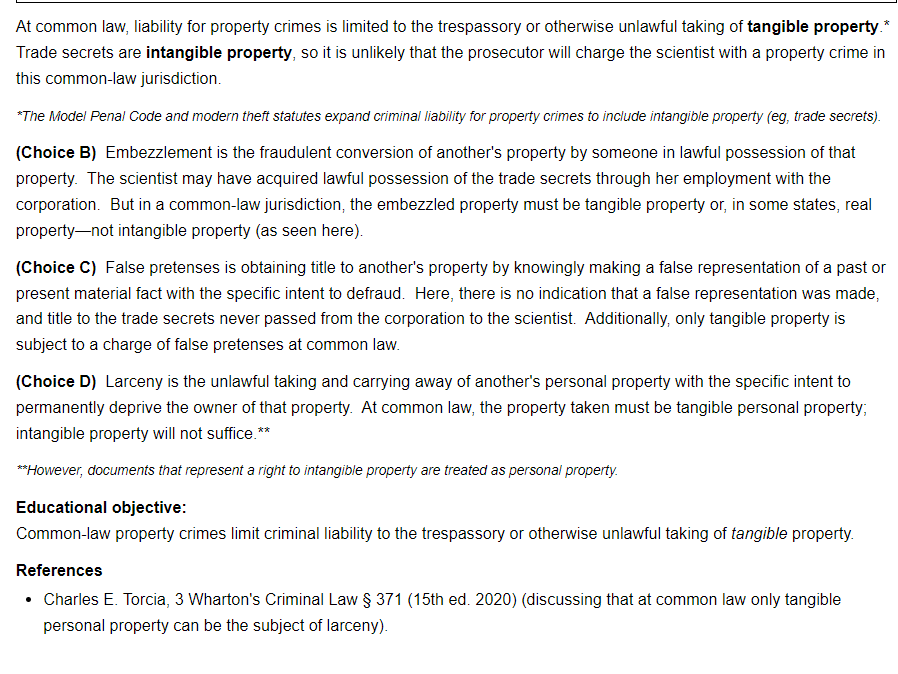 At common law, liability for property crimes is limited to the trespassory or otherwise unlawful taking of tangible property.*
Trade secrets are intangible property, so it is unlikely that the prosecutor will charge the scientist with a property crime in
this common-law jurisdiction.
*The Model Penal Code and modern theft statutes expand criminal liability for property crimes to include intangible property (eg, trade secrets).
(Choice B)  Embezzlement is the fraudulent conversion of another's property by someone in lawful possession of that
property.  The scientist may have acquired lawful possession of the trade secrets through her employment with the
corporation.  But in a common-law jurisdiction, the embezzled property must be tangible property or, in some states, real
property—not intangible property (as seen here).
(Choice C)  False pretenses is obtaining title to another's property by knowingly making a false representation of a past or
present material fact with the specific intent to defraud.  Here, there is no indication that a false representation was made,
and title to the trade secrets never passed from the corporation to the scientist.  Additionally, only tangible property is
subject to a charge of false pretenses at common law.
(Choice D)  Larceny is the unlawful taking and carrying away of another's personal property with the specific intent to
permanently deprive the owner of that property.  At common law, the property taken must be tangible personal property;
intangible property will not suffice.**
**However, documents that represent a right to intangible property are treated as personal property.
Educational objective:
Common-law property crimes limit criminal liability to the trespassory or otherwise unlawful taking of tangible property.
References
• Charles E. Torcia, 3 Wharton's Criminal Law § 371 (15th ed. 2020) (discussing that at common law only tangible
personal property can be the subject of larceny).